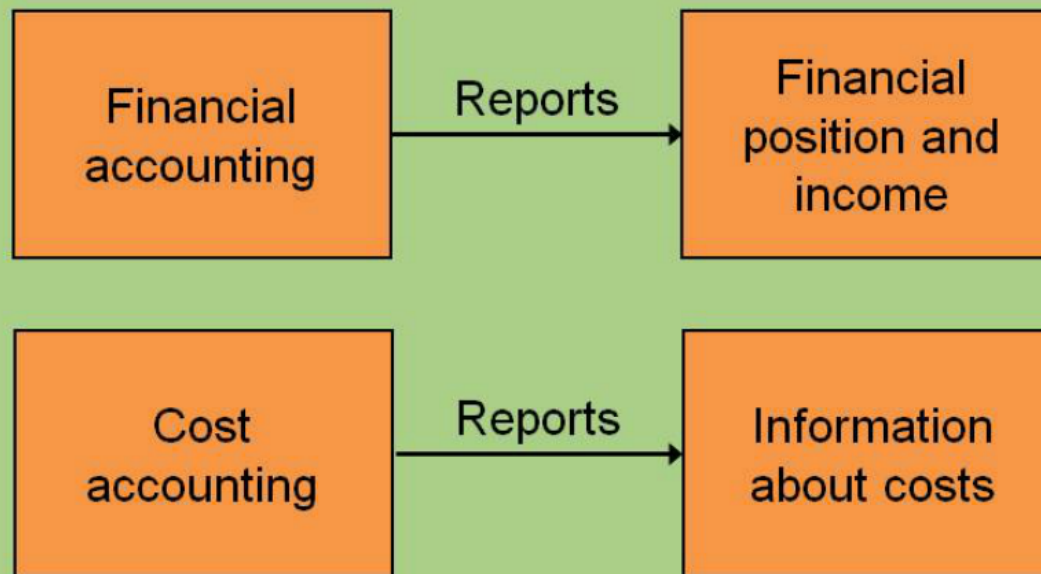 Financial
accounting
Reports
Financial
position and
income
Cost
accounting
Reports
Information
about costs